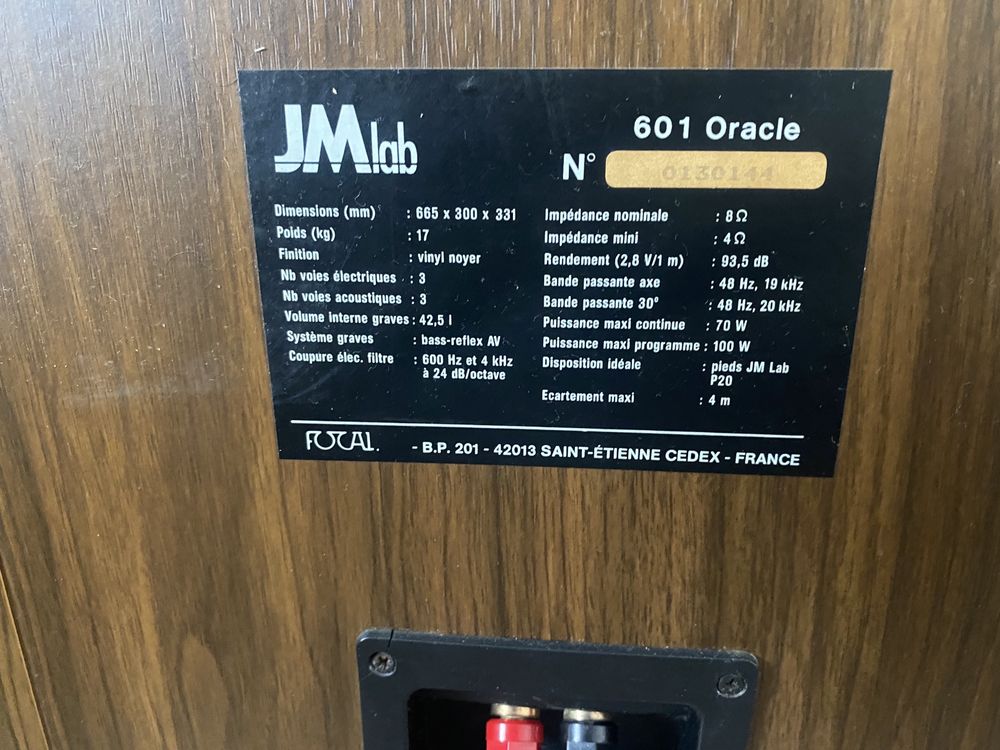 JMlab
601 Oracle
N° 0130144
Dimensions (mm) : 665 x 300 x 331
Poids (kg) : 17
Finition : vinyl noyer
Nb voies électriques : 3
Nb voies acoustiques : 3
Volume interne graves : 42,5 l
Système graves : bass-reflex AV
Coupure élec. filtre : 600 Hz et 4 kHz
à 24 dB/octave
Impédance nominale : 8 Ω
Impédance mini : 4 Ω
Rendement (2,8 V/1 m) : 93,5 dB
Bande passante axe : 48 Hz, 19 kHz
Bande passante 30° : 48 Hz, 20 kHz
Puissance maxi continue : 70 W
Puissance maxi programme : 100 W
Disposition idéale : pieds JM Lab
P20
Ecartement maxi : 4 m
FOCAL. - B.P. 201 - 42013 SAINT-ÉTIENNE CEDEX - FRANCE